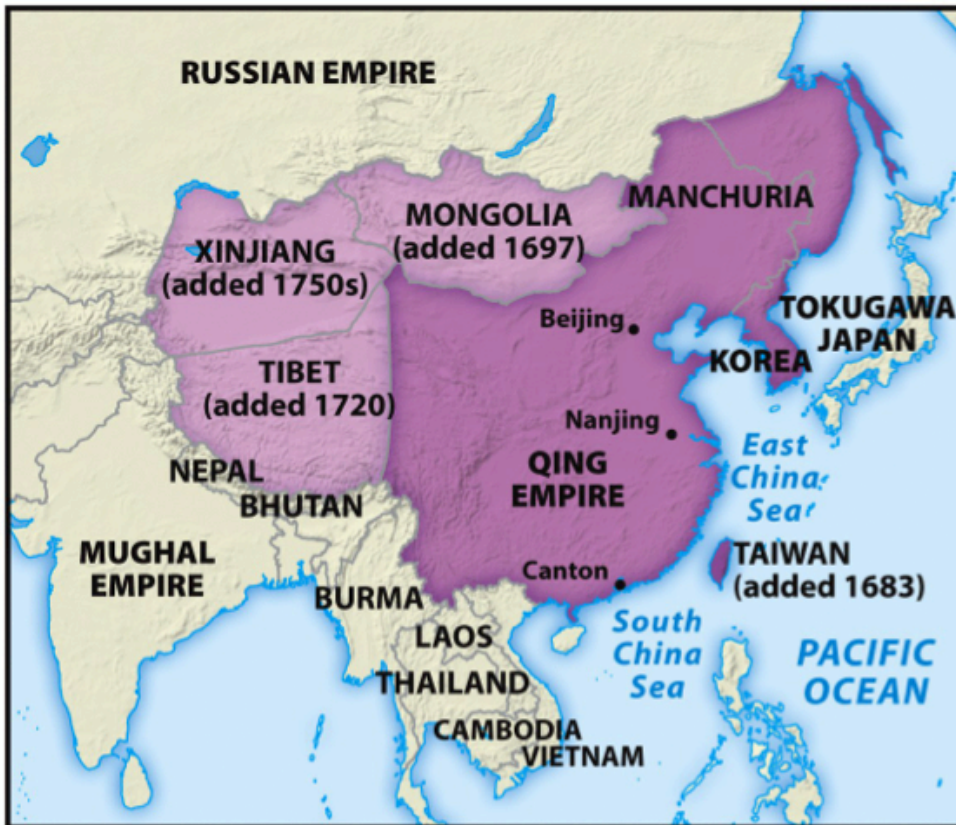 RUSSIAN EMPIRE
MANCHURIA
MONGOLIA
(added 1697)
XINJIANG
(added 1750s)
TOKUGAWA
JAPAN
Beijing
KOREA
TIBET
(added 1720)
Nanjing
East
China
Sea
QING
EMPIRE
NEPAL
BHUTAN
MUGHAL
EMPIRE
TAIWAN
(added 1683)
Canton
BURMA
South
China
Sea
LAOS
PACIFIC
OCEAN
THAILAND
CAMBODIA
VIETNAM